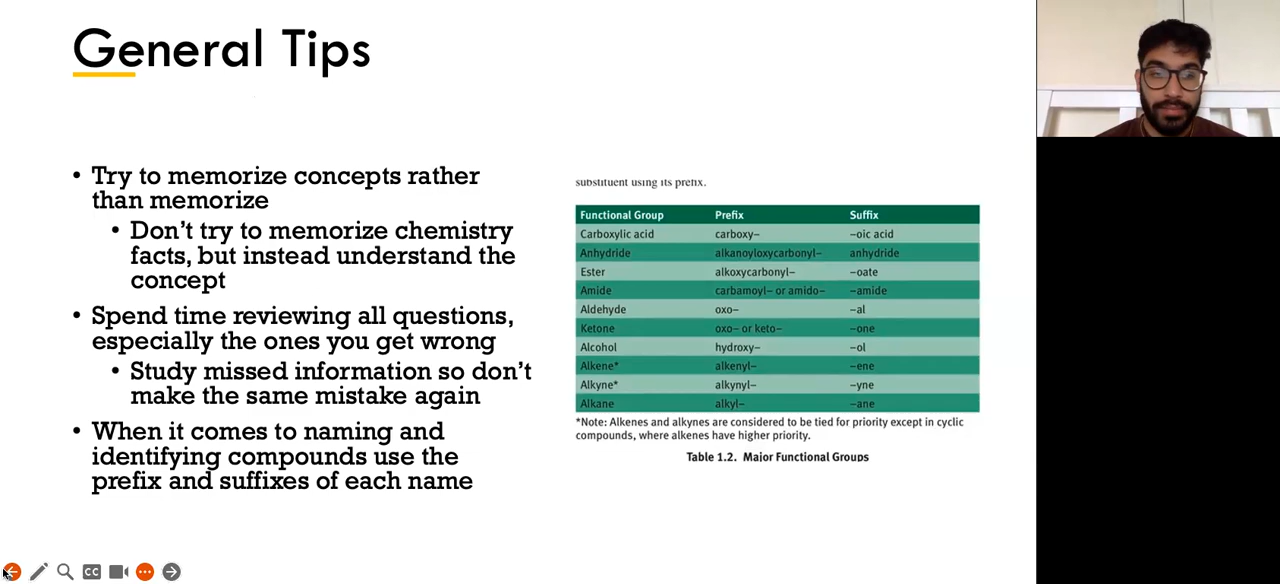 General Tips
• Try to memorize concepts rather
than memorize
• Don't try to memorize chemistry
facts, but instead understand the
concept
• Spend time reviewing all questions,
especially the ones you get wrong
• Study missed information so don't
make the same mistake again
• When it comes to naming and
identifying compounds use the
prefix and suffixes of each name
substituent using its prefix.
Functional Group Prefix Suffix
Carboxylic acid carboxy– –oic acid
Anhydride alkanoyloxycarbonyl– anhydride
Ester alkoxycarbonyl– –oate
Amide carbamoyl– or amido– –amide
Aldehyde oxo– –al
Ketone oxo– or keto– –one
Alcohol hydroxy– –ol
Alkene* alkenyl– –ene
Alkyne* alkynyl– –yne
Alkane alkyl– –ane
*Note: Alkenes and alkynes are considered to be tied for priority except in cyclic
compounds, where alkenes have higher priority.
Table 1.2. Major Functional Groups
CC